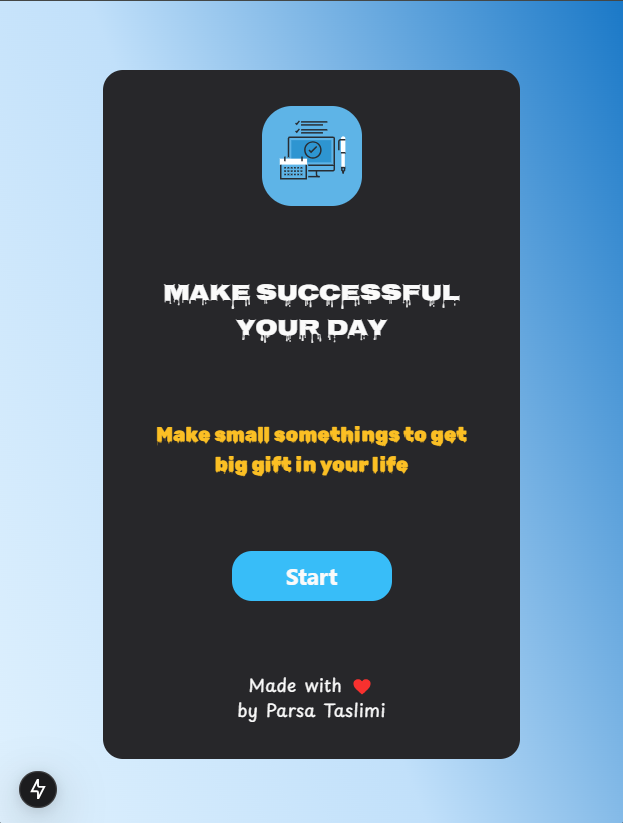 MAKE SUCCESSFUL
YOUR DAY
Make small somethings to get
big gift in your life
Start
Made with ❤
by Parsa Taslimi